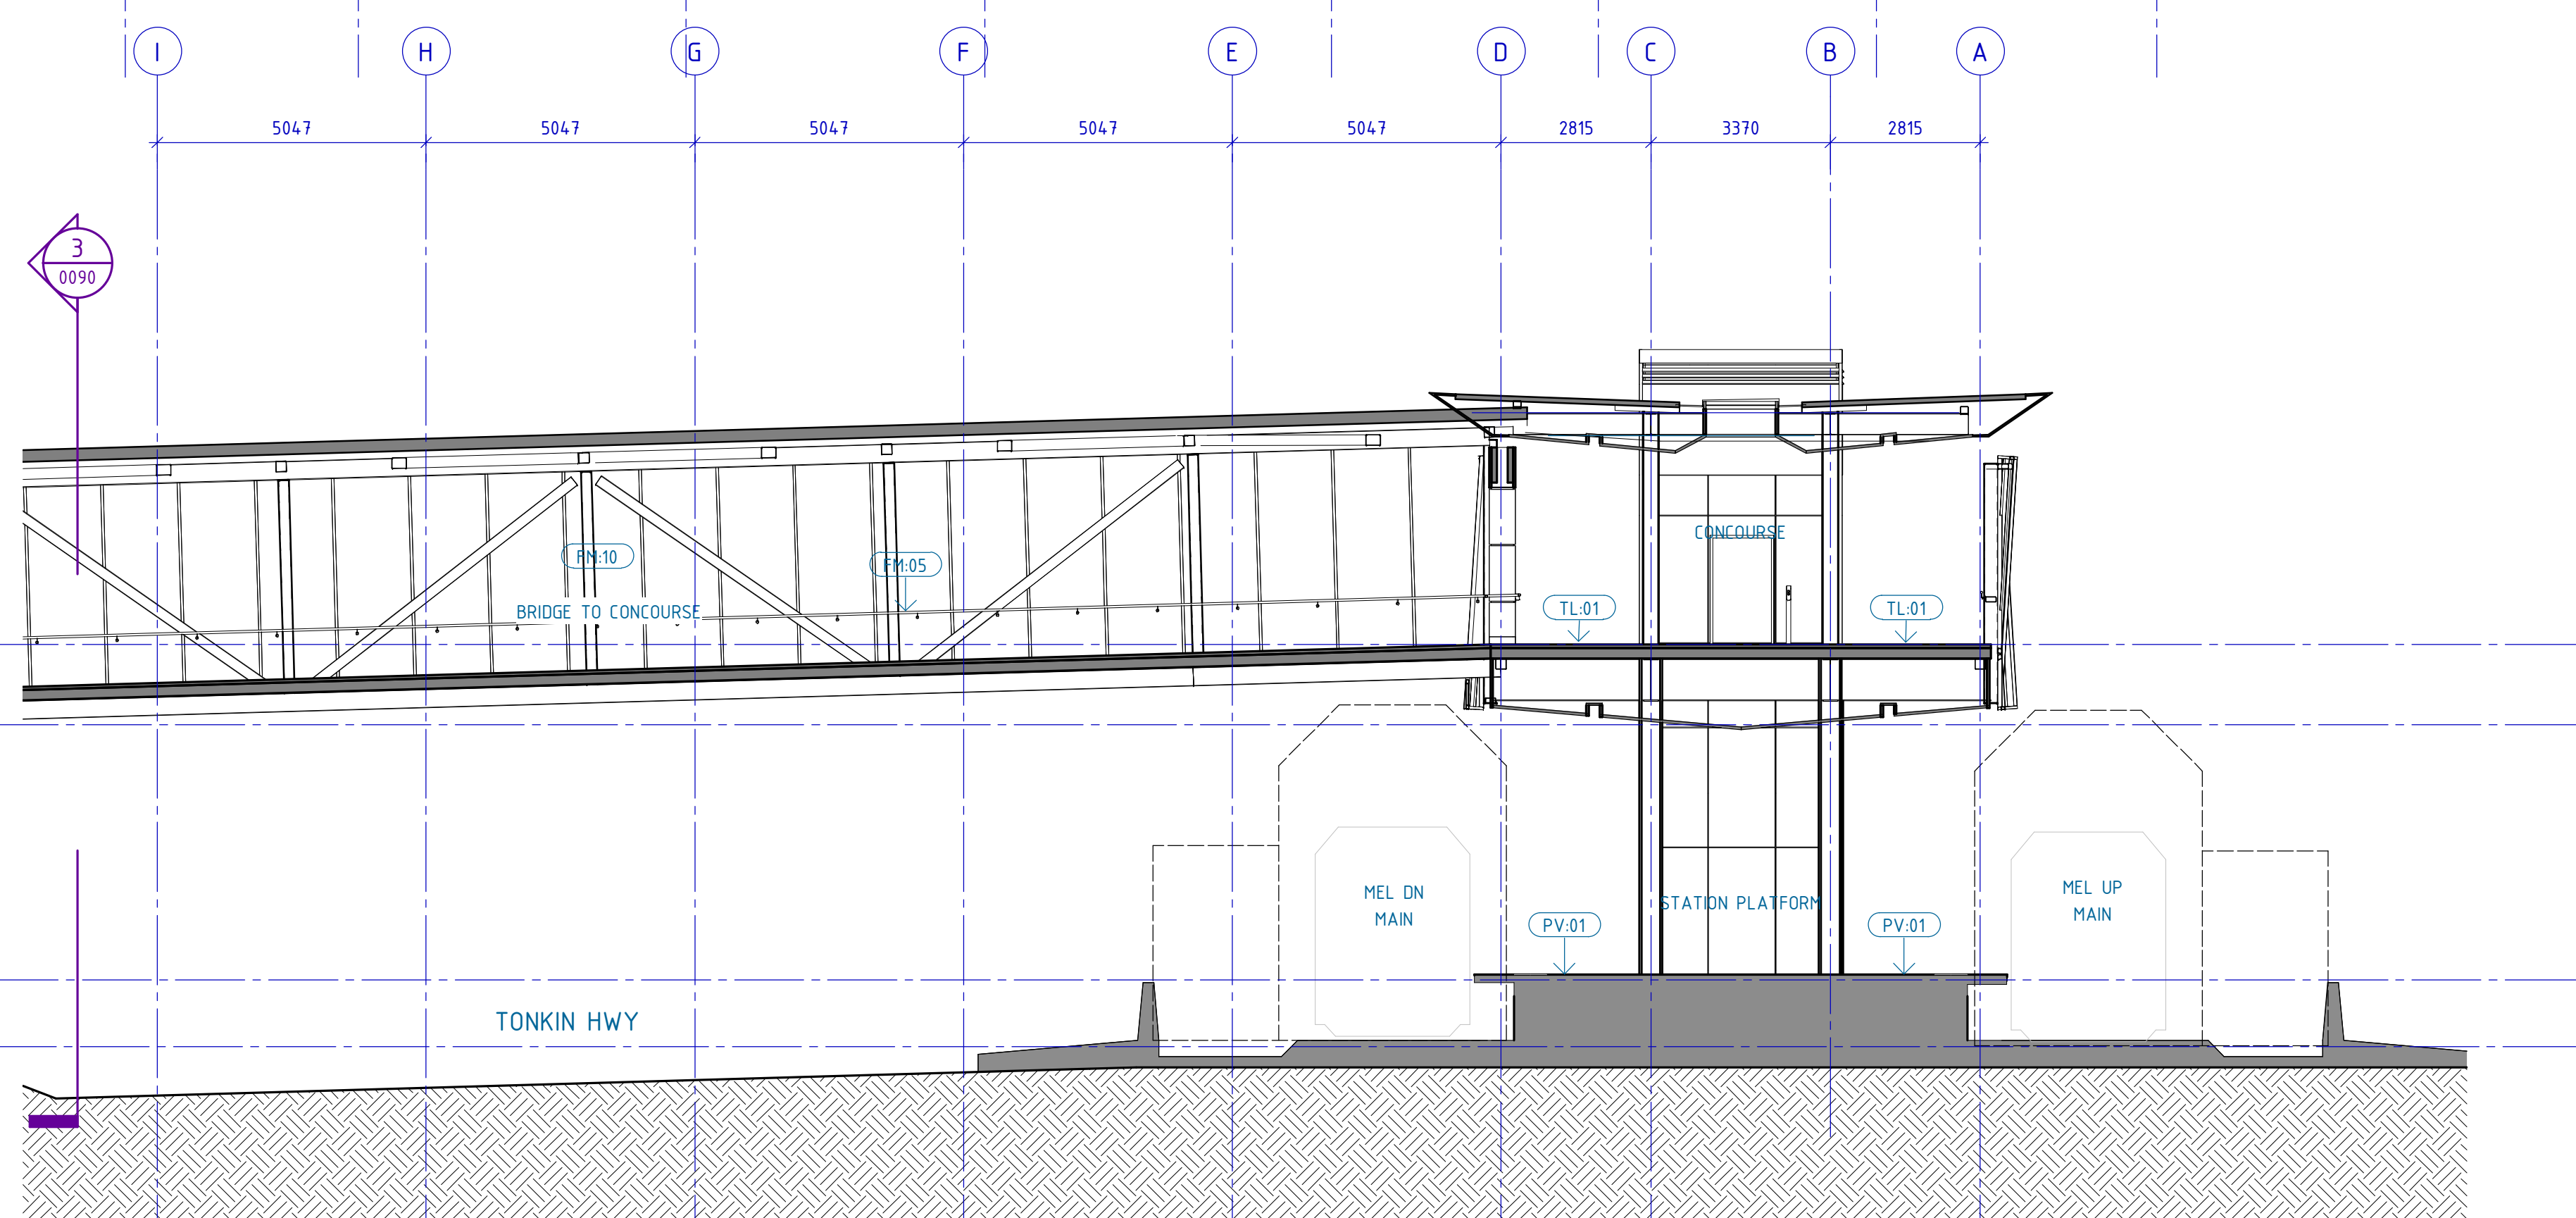 I H G F E D C B A
5047 5047 5047 5047 5047 2815 3370 2815
3
0090
CONCOURSE
FM:10
FM:05
BRIDGE TO CONCOURSE
TL:01
TL:01
MEL DN
MAIN
MEL UP
MAIN
STATION PLATFORM
PV:01
PV:01
TONKIN HWY